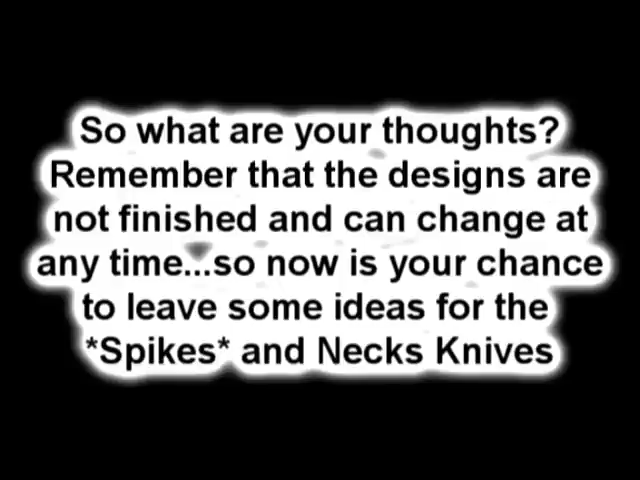 So what are your thoughts?
Remember that the designs are
not finished and can change at
any time...so now is your chance
to leave some ideas for the
*Spikes* and Necks Knives